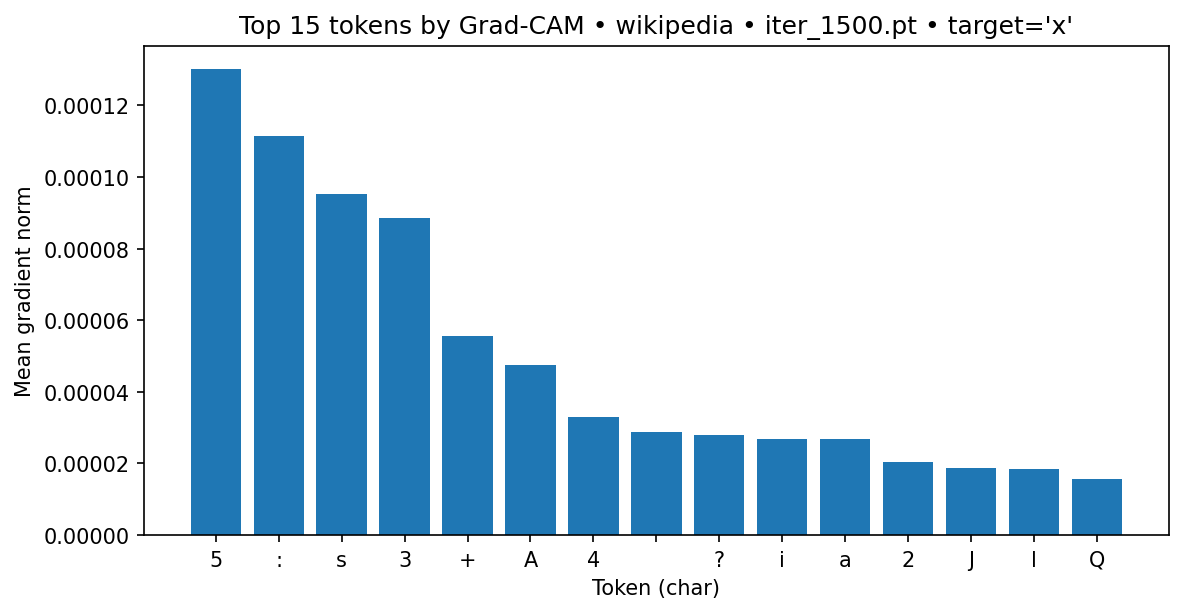 Top 15 tokens by Grad-CAM • wikipedia • iter_1500.pt • target='x'
Mean gradient norm
0.00012
0.00010
0.00008
0.00006
0.00004
0.00002
0.00000
5 : s 3 + A 4 ? i a 2 J l Q
Token (char)